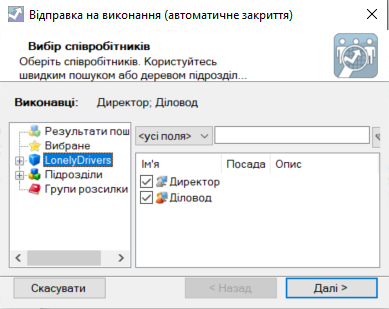 Відправка на виконання (автоматичне закриття)
Вибір співробітників
Оберіть співробітників. Користуйтесь
швидким пошуком або деревом підрозділ...
Виконавці: Директор; Діловод
Результати пош
Вибране
LonelyDrivers
Підрозділи
Групи розсилки
<усі поля>
Ім'я Посада Опис
Директор
Діловод
Скасувати < Назад Далі >